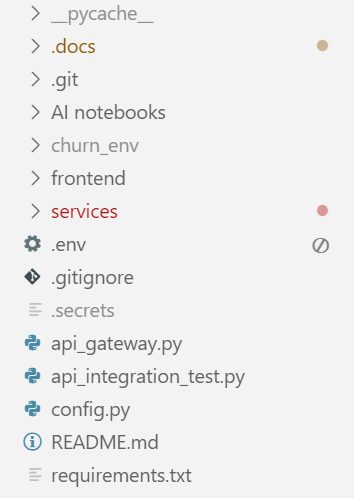 __pycache__
.docs
.git
AI notebooks
churn_env
frontend
services
.env
.gitignore
.secrets
api_gateway.py
api_integration_test.py
config.py
README.md
requirements.txt